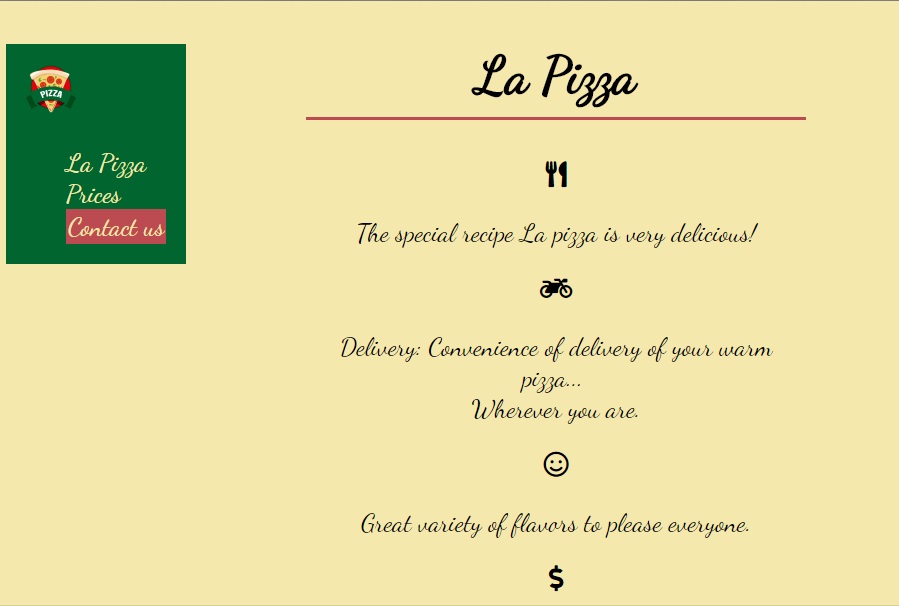 PIZZA
La Pizza
Prices
Contact us
La Pizza
The special recipe La pizza is very delicious!
Delivery: Convenience of delivery of your warm
pizza...
Wherever you are.
Great variety of flavors to please everyone.
$